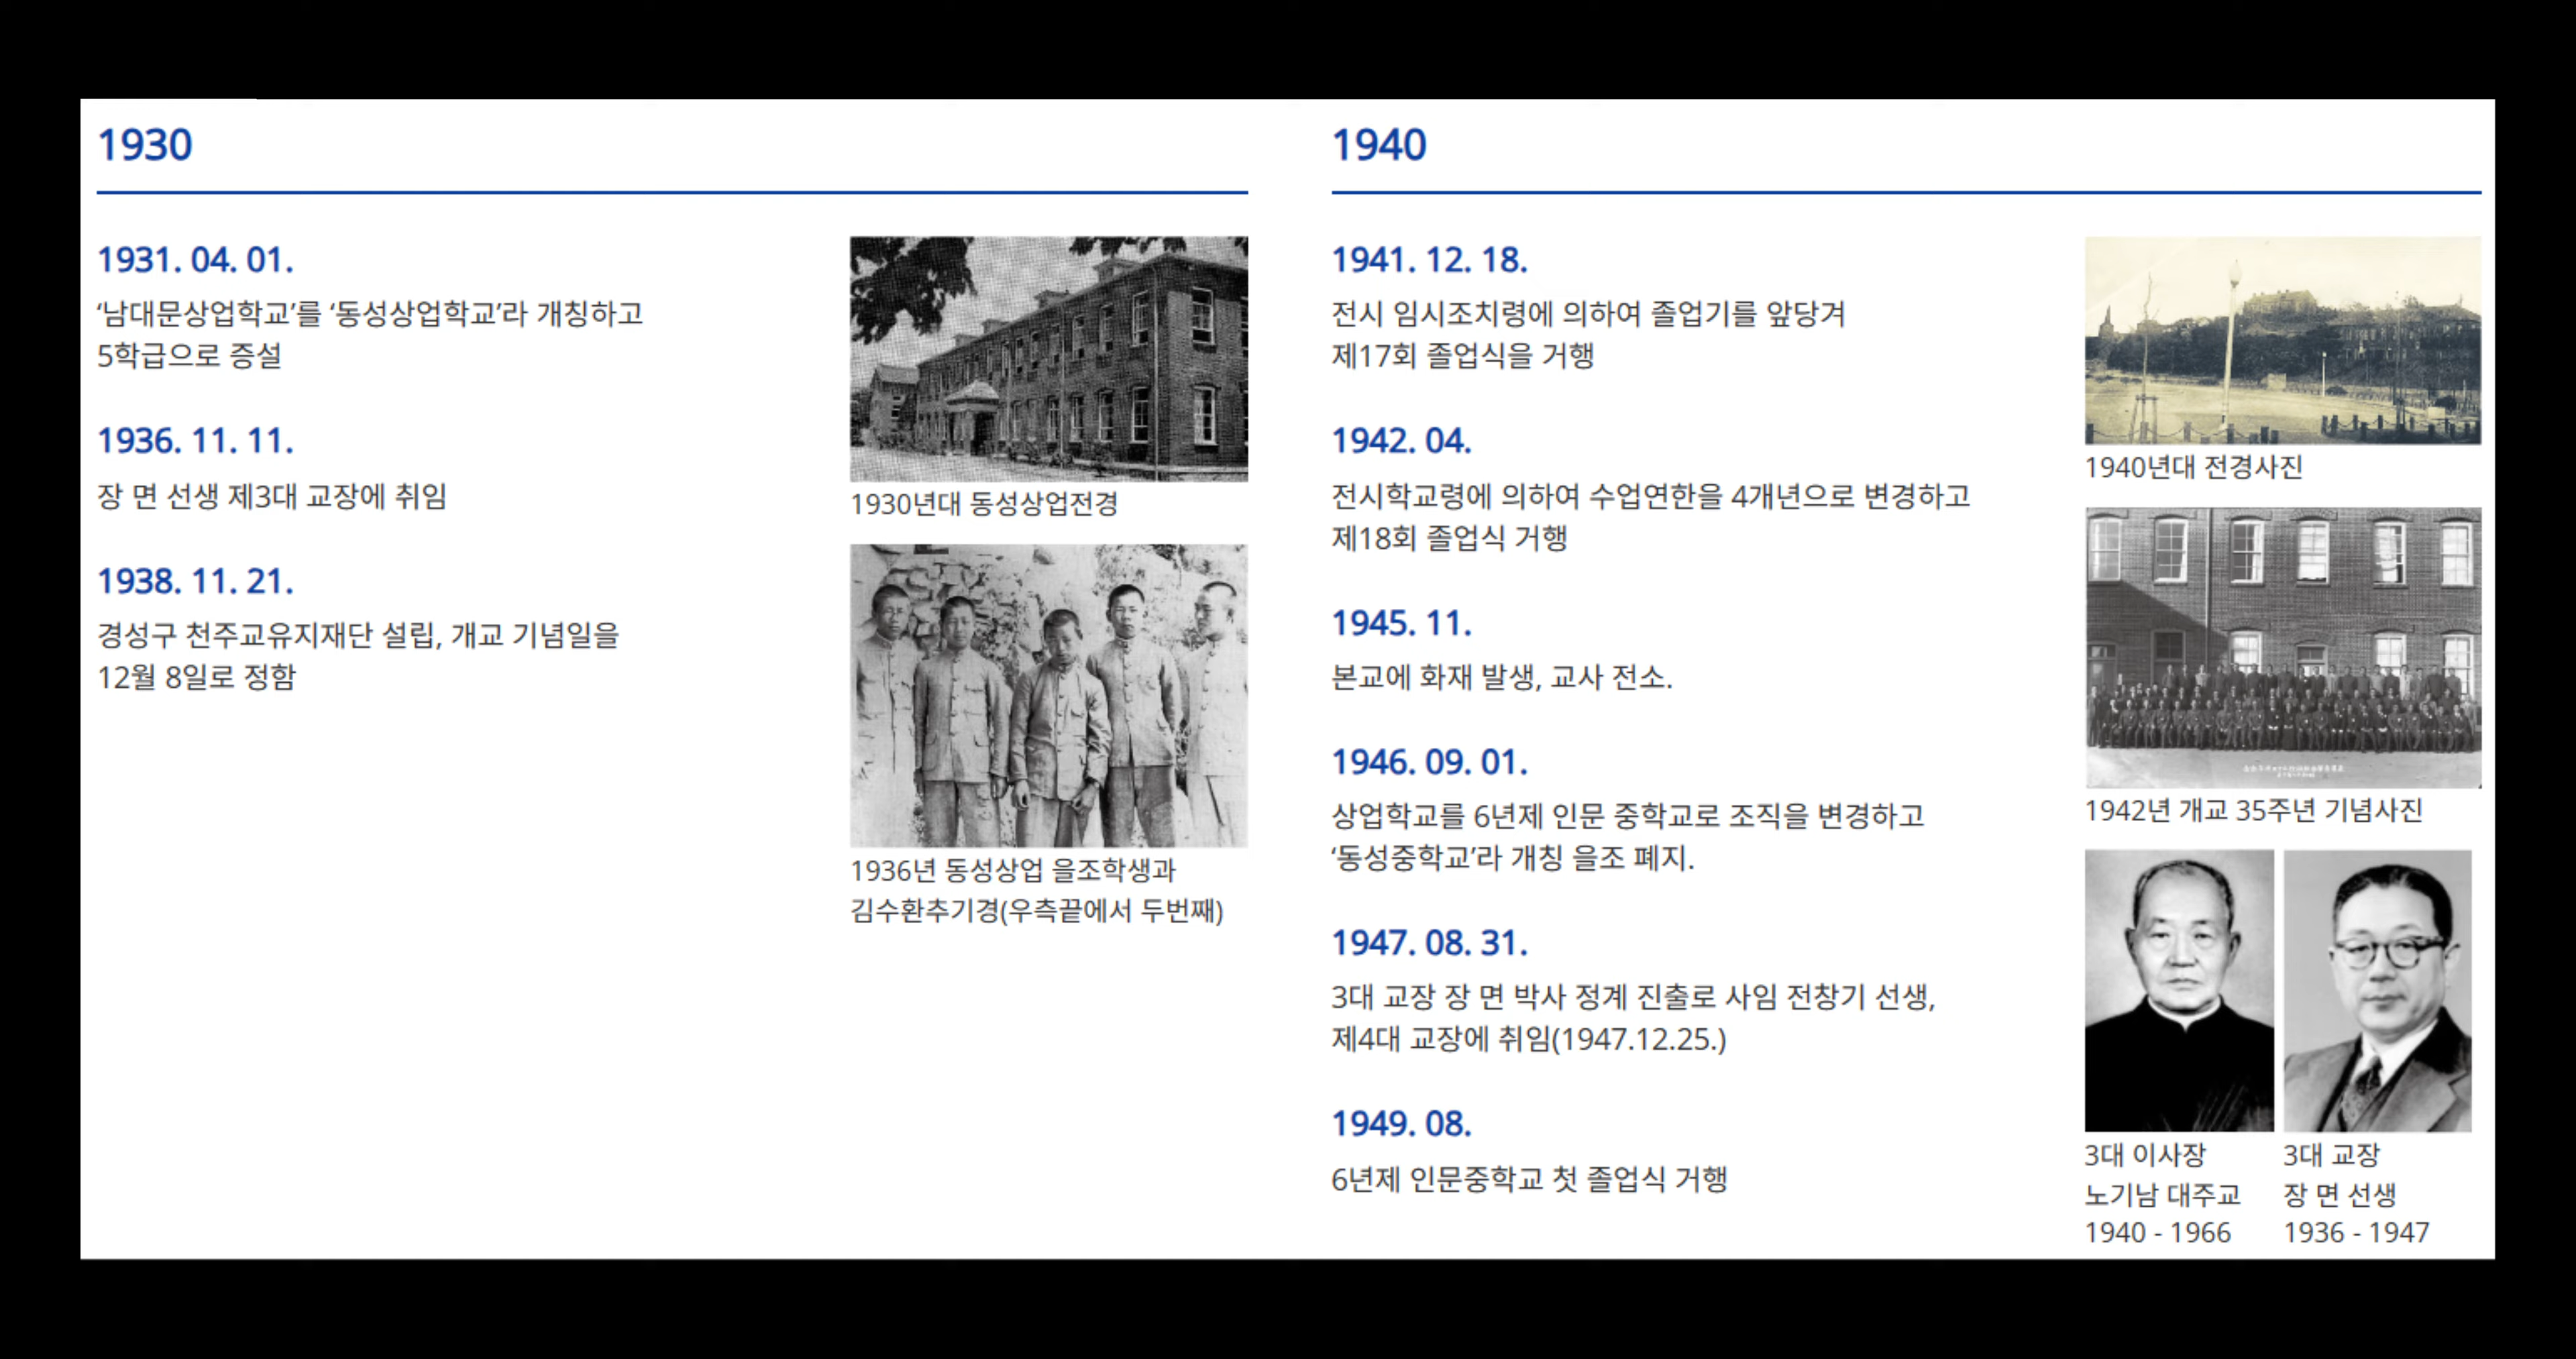 1930
1931. 04. 01.
‘남대문상업학교’를 ‘동성상업학교’라 개칭하고
5학급으로 증설
1936. 11. 11.
장 면 선생 제3대 교장에 취임
1938. 11. 21.
경성구 천주교유지재단 설립, 개교 기념일을
12월 8일로 정함
1930년대 동성상업전경
1936년 동성상업 을조학생과
김수환추기경(우측끝에서 두번째)
1940
1941. 12. 18.
전시 임시조치령에 의하여 졸업기를 앞당겨
제17회 졸업식을 거행
1942. 04.
전시학교령에 의하여 수업연한을 4개년으로 변경하고
제18회 졸업식 거행
1945. 11.
본교에 화재 발생, 교사 전소.
1946. 09. 01.
상업학교를 6년제 인문 중학교로 조직을 변경하고
‘동성중학교’라 개칭 을조 폐지.
1947. 08. 31.
3대 교장 장 면 박사 정계 진출로 사임 전창기 선생,
제4대 교장에 취임(1947.12.25.)
1949. 08.
6년제 인문중학교 첫 졸업식 거행
1940년대 전경사진
1942년 개교 35주년 기념사진
3대 이사장
노기남 대주교
1940 - 1966
3대 교장
장 면 선생
1936 - 1947